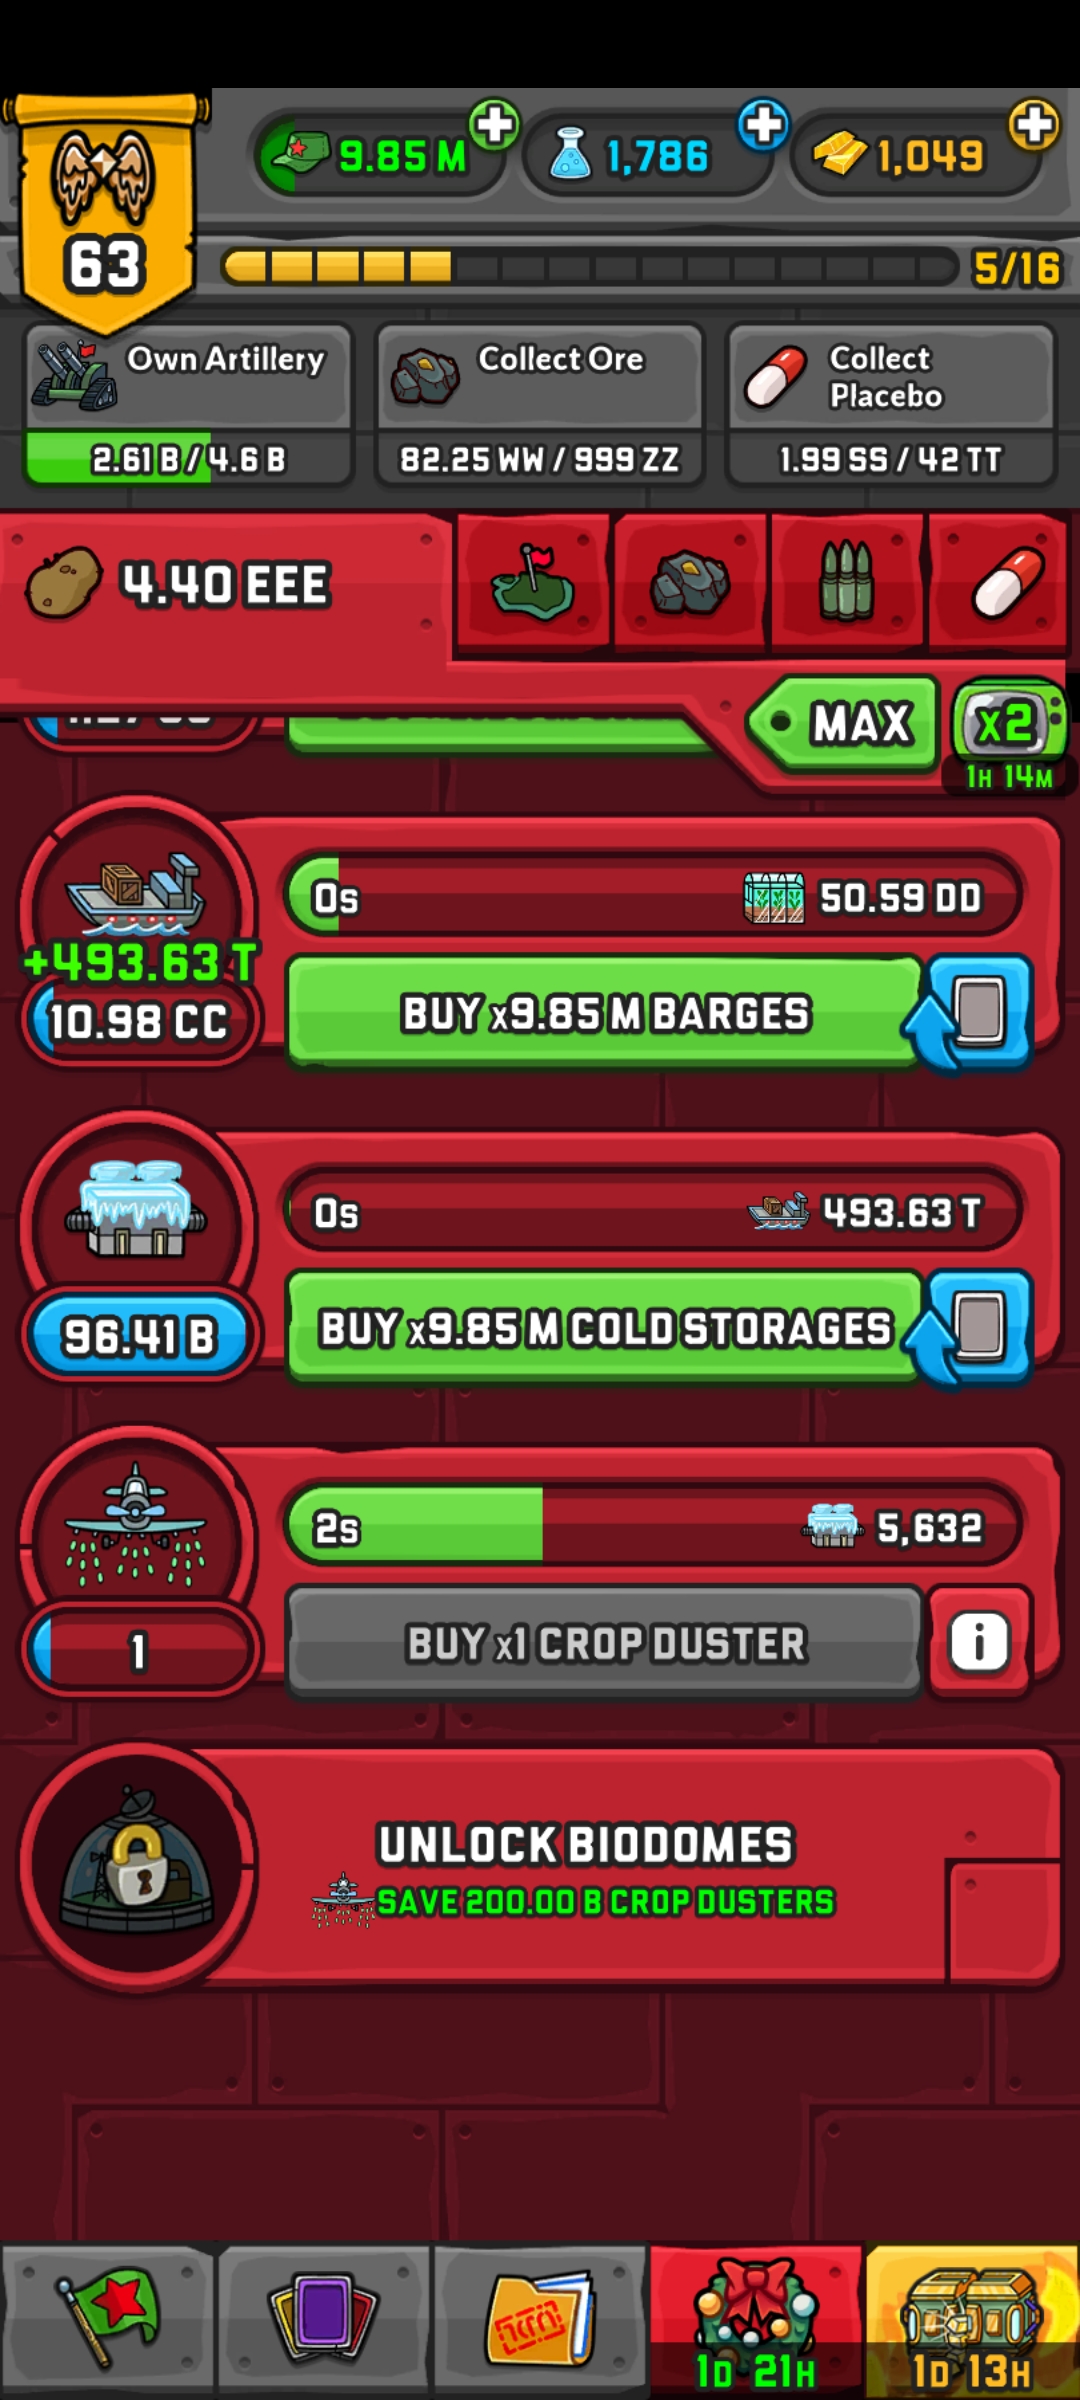 9.85 M
1,786
1,049
63
5/16
Own Artillery
2.61 B / 4.6 B
Collect Ore
82.25 WW / 999 ZZ
Collect
Placebo
1.99 SS / 42 TT
4.40 EEE
MAX
X2
1H 14M
0s
50.59 DD
+493.63 T
10.98 CC
BUY x9.85 M BARGES
0s
493.63 T
96.41 B
BUY x9.85 M COLD STORAGES
2s
5,632
1
BUY x1 CROP DUSTER
i
UNLOCK BIODOMES
SAVE 200.00 B CROP DUSTERS
1D 21H
1D 13H